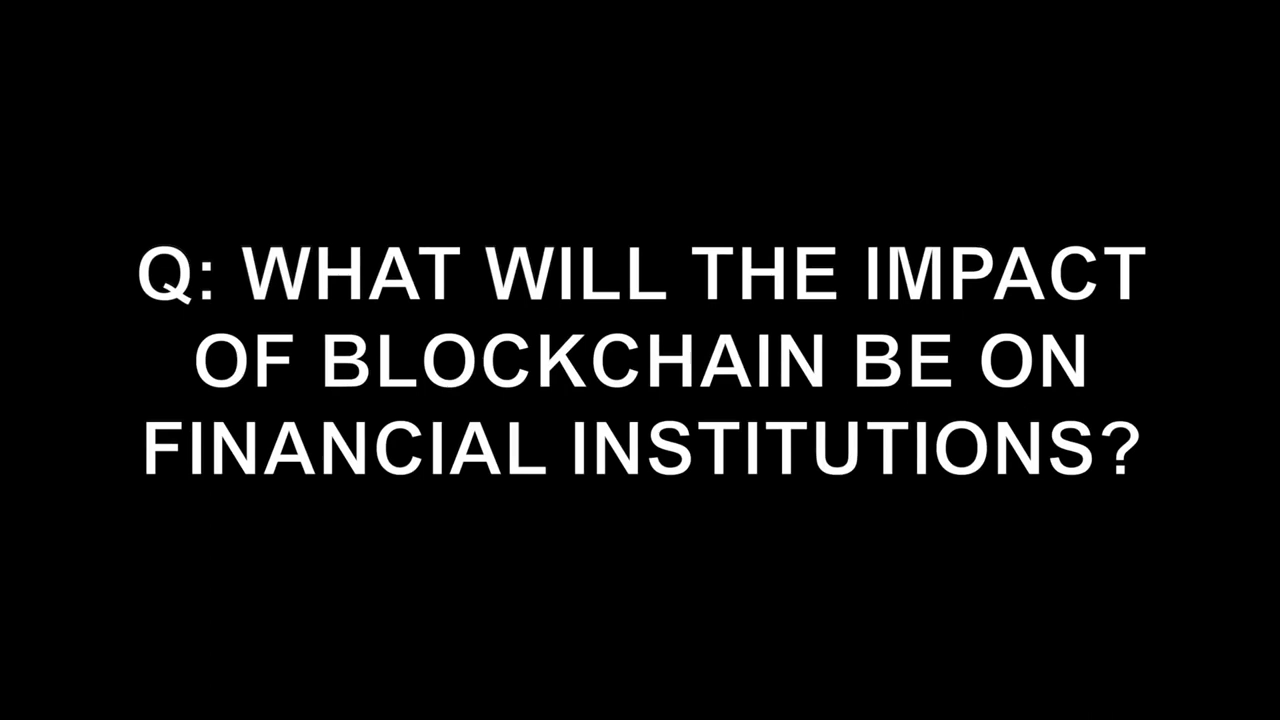 Q: WHAT WILL THE IMPACT
OF BLOCKCHAIN BE ON
FINANCIAL INSTITUTIONS?